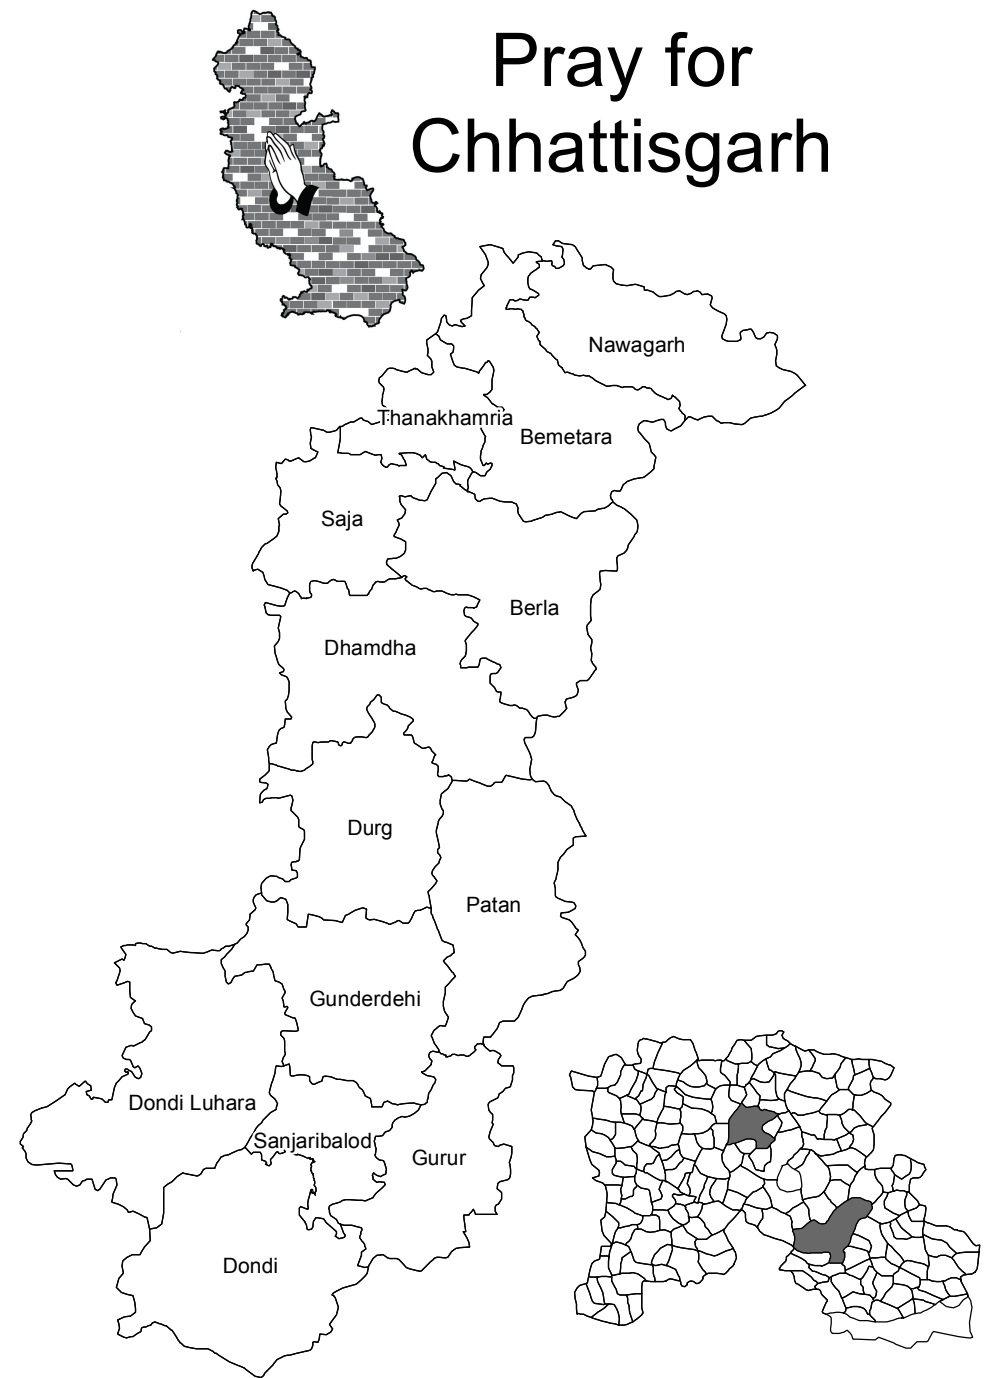 Pray for
Chhattisgarh
Nawagarh
Thanakhamria
Bemetara
Saja
Berla
Dhamdha
Durg
Patan
Gunderdehi
Dondi Luhara
Sanjaribalod
Gurur
Dondi